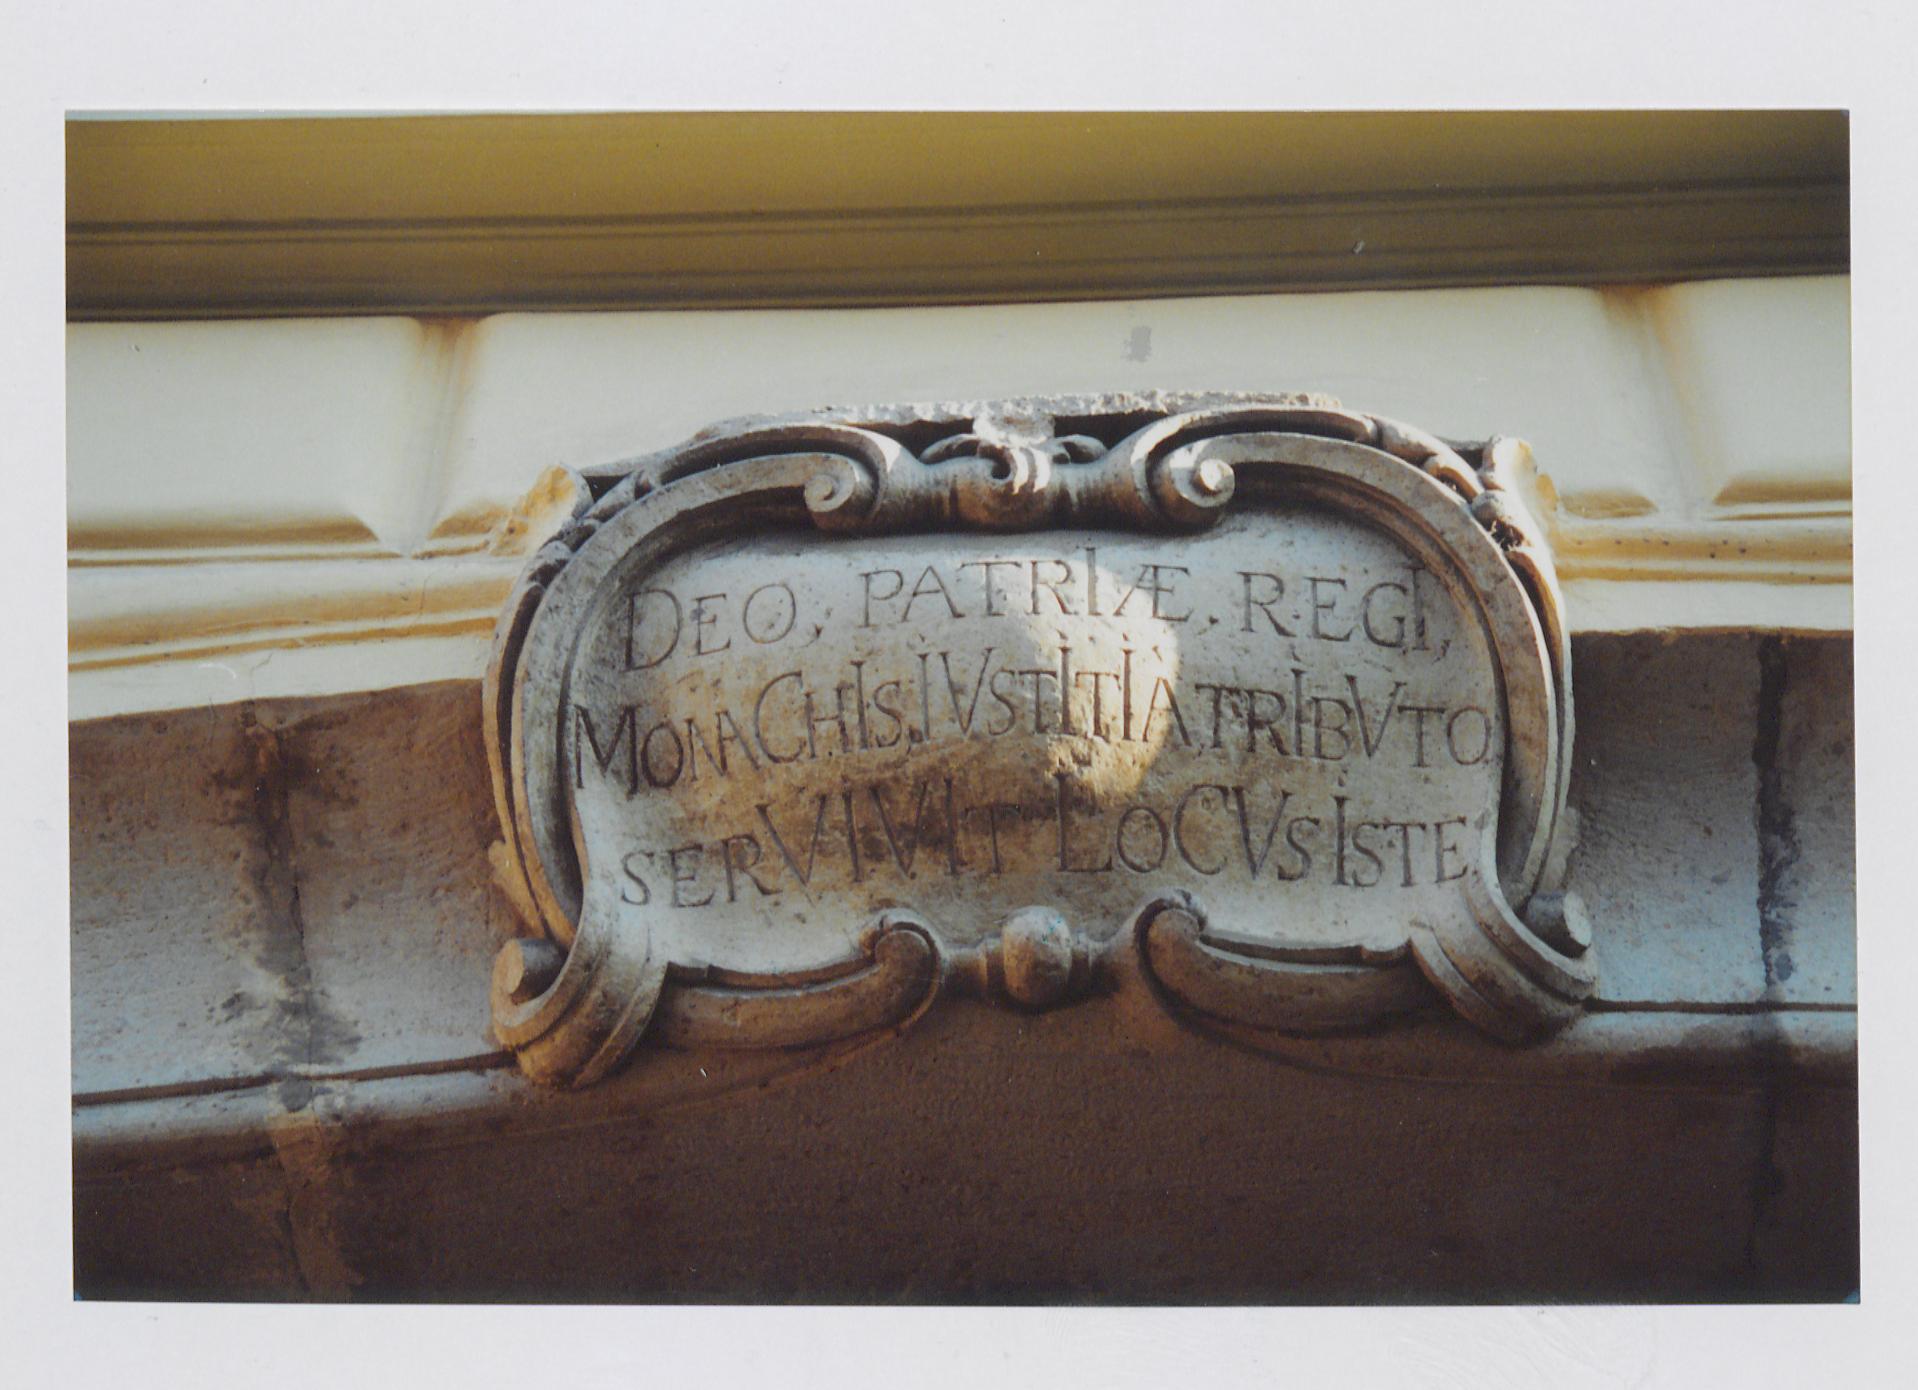 DEO, PATRIÆ, REGI,
MONACHIS, IVSTITIA, TRIBVTO
SERVIVIT LOCVS ISTE.